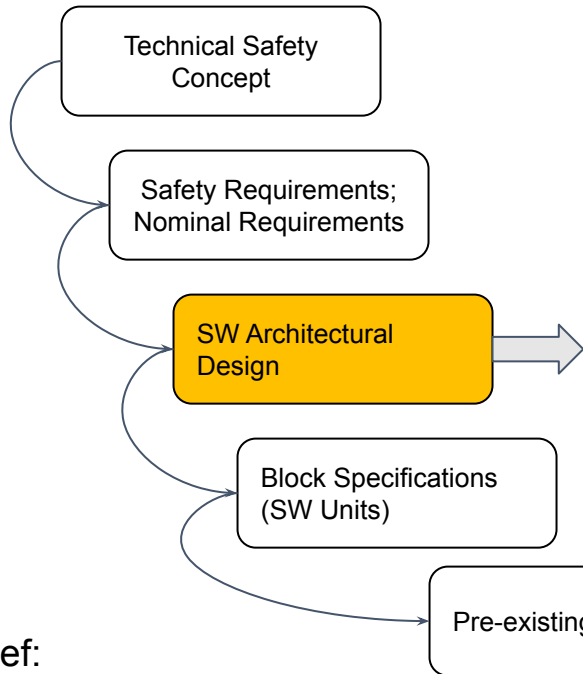 Technical Safety
Concept
Safety Requirements;
Nominal Requirements
SW Architectural
Design
Block Specifications
(SW Units)
Pre-existing
ef: